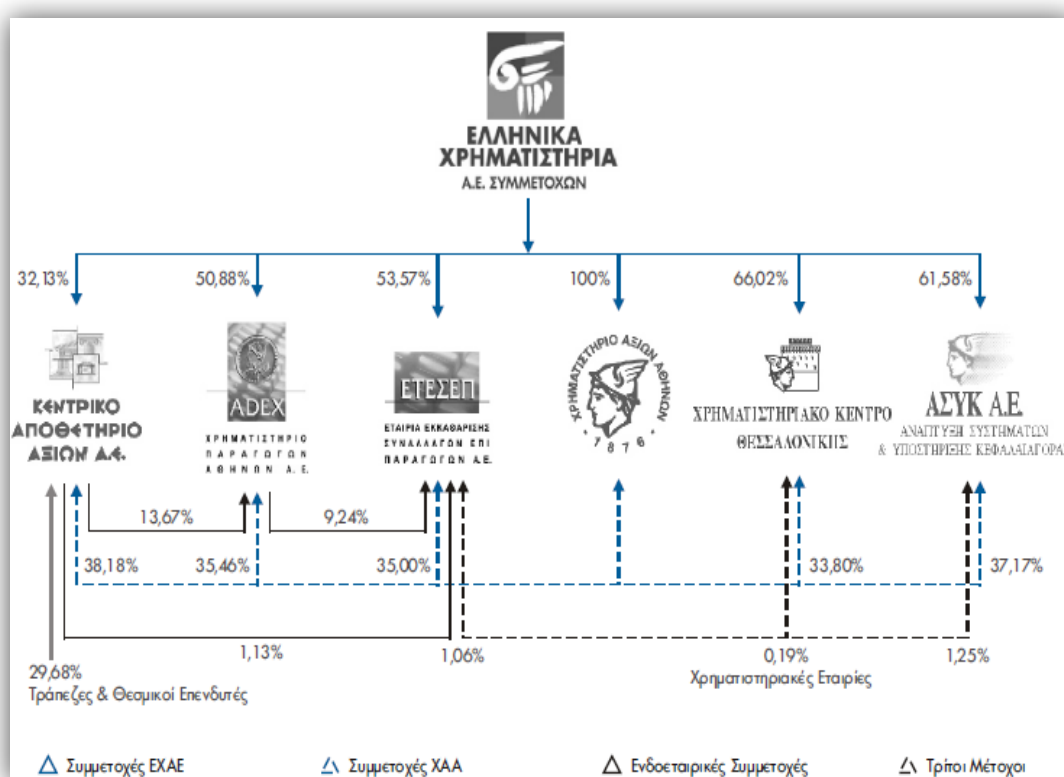 ΕΛΛΗΝΙΚΑ
ΧΡΗΜΑΤΙΣΤΗΡΙΑ
Α.Ε. ΣΥΜΜΕΤΟΧΩΝ
32,13% 50,88% 53,57% 100% 66,02% 61,58%
ΚΕΝΤΡΙΚΟ
ΑΠΟΘΕΤΗΡΙΟ
ΑΞΙΩΝ Α.Ε.
ADEX
ΧΡΗΜΑΤΙΣΤΗΡΙΟ
ΠΑΡΑΓΩΓΩΝ
ΑΘΗΝΩΝ Α.Ε.
ΕΤΕΣΕΠ
ΕΤΑΙΡΙΑ ΕΚΚΑΘΑΡΙΣΗΣ
ΣΥΝΑΛΛΑΓΩΝ ΕΠΙ
ΠΑΡΑΓΩΓΩΝ Α.Ε.
ΧΡΗΜΑΤΙΣΤΗΡΙΟ ΑΞΙΩΝ ΑΘΗΝΩΝ
· 1876 ·
ΧΡΗΜΑΤΙΣΤΗΡΙΑΚΟ ΚΕΝΤΡΟ
ΘΕΣΣΑΛΟΝΙΚΗΣ
ΑΣΥΚ Α.Ε.
ΑΝΑΠΤΥΞΗ ΣΥΣΤΗΜΑΤΩΝ
& ΥΠΟΣΤΗΡΙΞΗΣ ΚΕΦΑΛΑΙΑΓΟΡΑΣ
13,67% 9,24%
38,18% 35,46% 35,00% 33,80% 37,17%
1,13% 1,06% 0,19% 1,25%
29,68%
Τράπεζες & Θεσμικοί Επενδυτές
Χρηματιστηριακές Εταιρίες
Συμμετοχές ΕΧΑΕ
Συμμετοχές ΧΑΑ
Ενδοεταιρικές Συμμετοχές
Τρίτοι Μέτοχοι